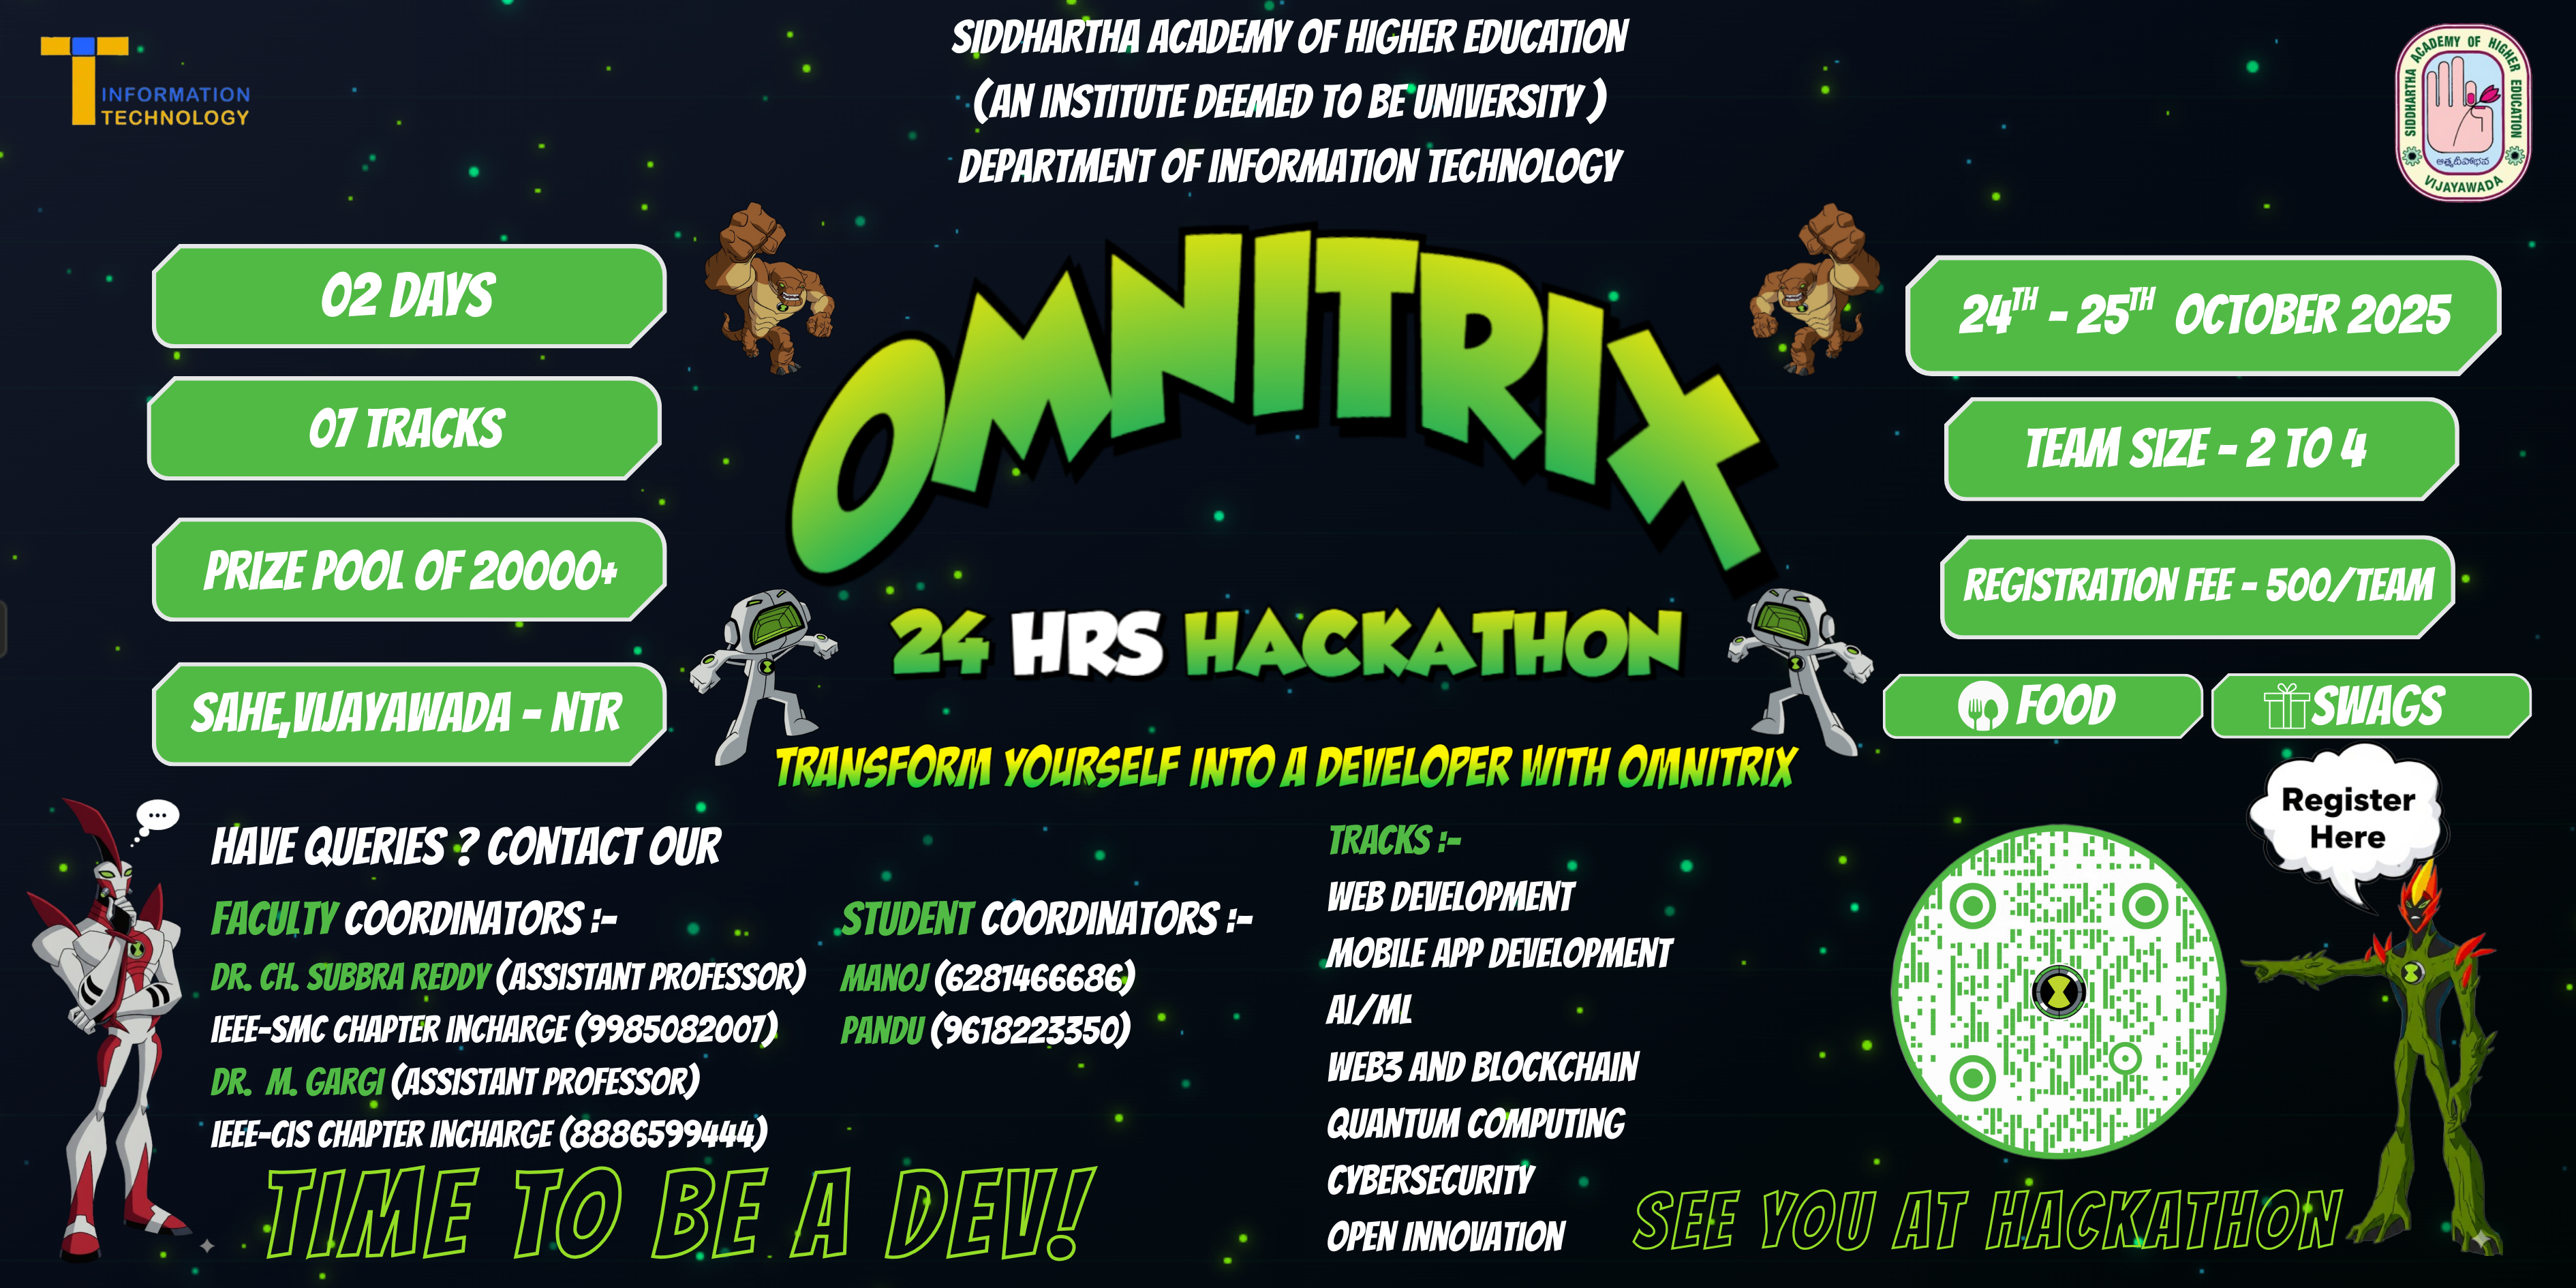 INFORMATION
TECHNOLOGY
SIDDHARTHA ACADEMY OF HIGHER EDUCATION
(AN INSTITUTE DEEMED TO BE UNIVERSITY )
DEPARTMENT OF INFORMATION TECHNOLOGY
SIDDHARTHA ACADEMY OF HIGHER EDUCATION
VIJAYAWADA
OMNITRIX
24 HRS HACKATHON
TRANSFORM YOURSELF INTO A DEVELOPER WITH OMNITRIX
02 DAYS
07 TRACKS
PRIZE POOL OF 20000+
SAHE,VIJAYAWADA - NTR
24TH - 25TH OCTOBER 2025
TEAM SIZE - 2 TO 4
REGISTRATION FEE - 500/TEAM
FOOD
SWAGS
HAVE QUERIES ? CONTACT OUR
FACULTY COORDINATORS :-
DR. CH. SUBBRA REDDY (ASSISTANT PROFESSOR)
IEEE-SMC CHAPTER INCHARGE (9985082007)
DR. M. GARGI (ASSISTANT PROFESSOR)
IEEE-CIS CHAPTER INCHARGE (8886599444)
STUDENT COORDINATORS :-
MANOJ (6281466686)
PANDU (9618223350)
TRACKS :-
WEB DEVELOPMENT
MOBILE APP DEVELOPMENT
AI/ML
WEB3 AND BLOCKCHAIN
QUANTUM COMPUTING
CYBERSECURITY
OPEN INNOVATION
Register
Here
TIME TO BE A DEV!
SEE YOU AT HACKATHON